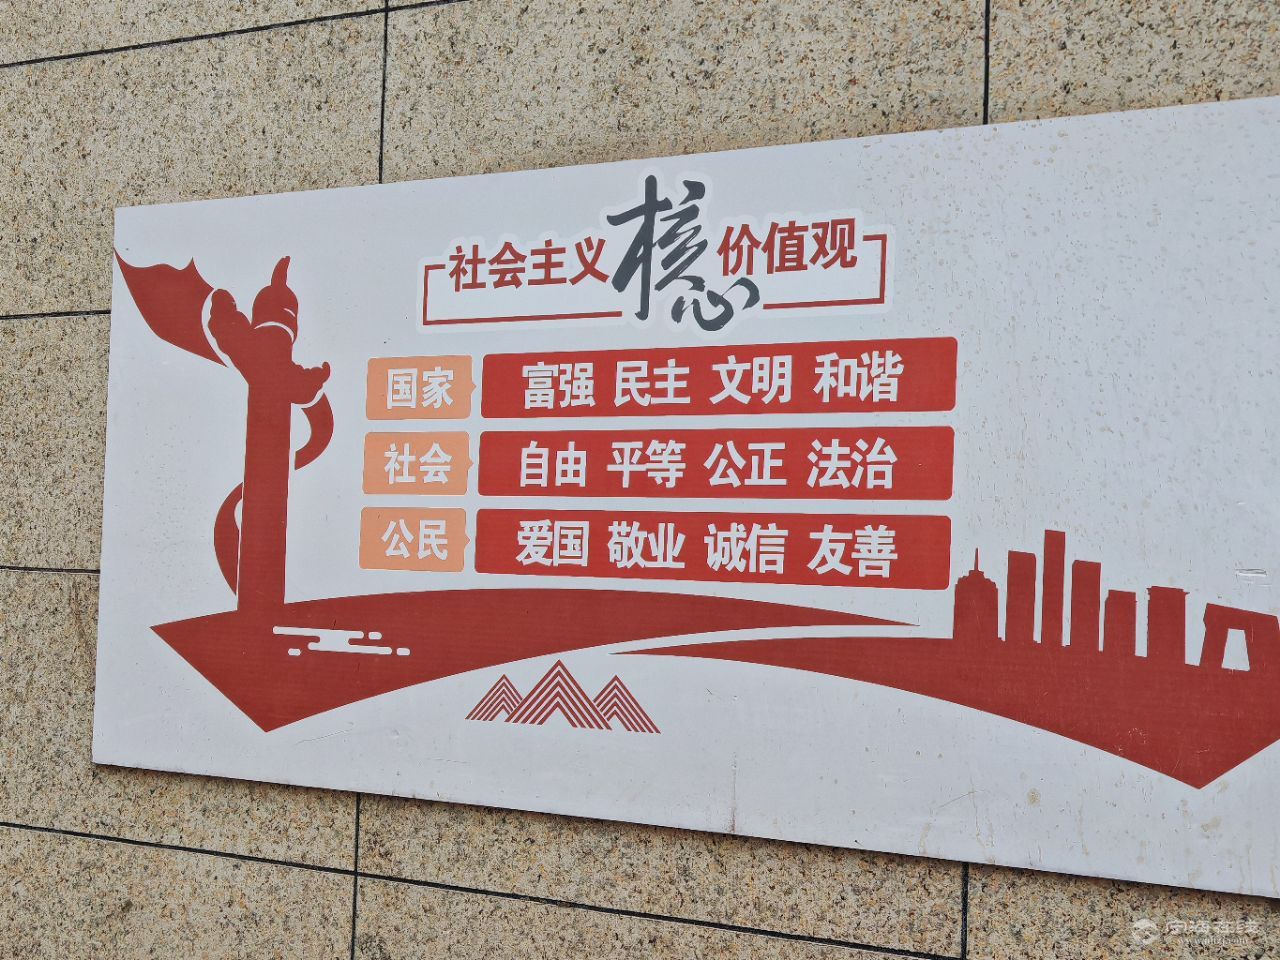 社会主义核心价值观
国家 富强 民主 文明 和谐
社会 自由 平等 公正 法治
公民 爱国 敬业 诚信 友善